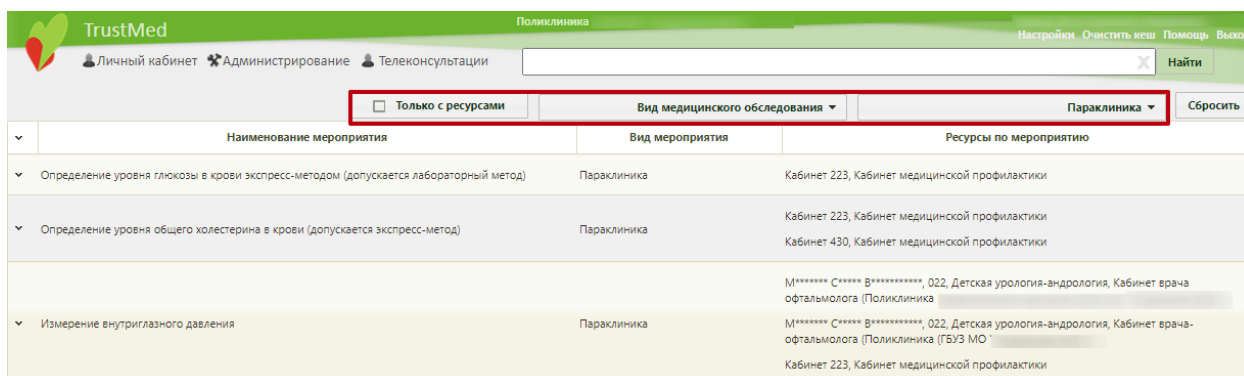 TrustMed
Поликлиника
Настройки Очистить кеш Помощь Выхо
Личный кабинет Администрирование Телеконсультации
X Найти
Только с ресурсами Вид медицинского обследования Параклиника Сбросить
Наименование мероприятия Вид мероприятия Ресурсы по мероприятию
Определение уровня глюкозы в крови экспресс-методом (допускается лабораторный метод) Параклиника Кабинет 223, Кабинет медицинской профилактики
Определение уровня общего холестерина в крови (допускается экспресс-метод) Параклиника Кабинет 223, Кабинет медицинской профилактики
Кабинет 430, Кабинет медицинской профилактики
Измерение внутриглазного давления Параклиника М******* С***** В***********, 022, Детская урология-андрология, Кабинет врача
офтальмолога (Поликлиника
М******* С***** В***********, 022, Детская урология-андрология, Кабинет врача-
офтальмолога (Поликлиника (ГБУЗ МО
Кабинет 223, Кабинет медицинской профилактики